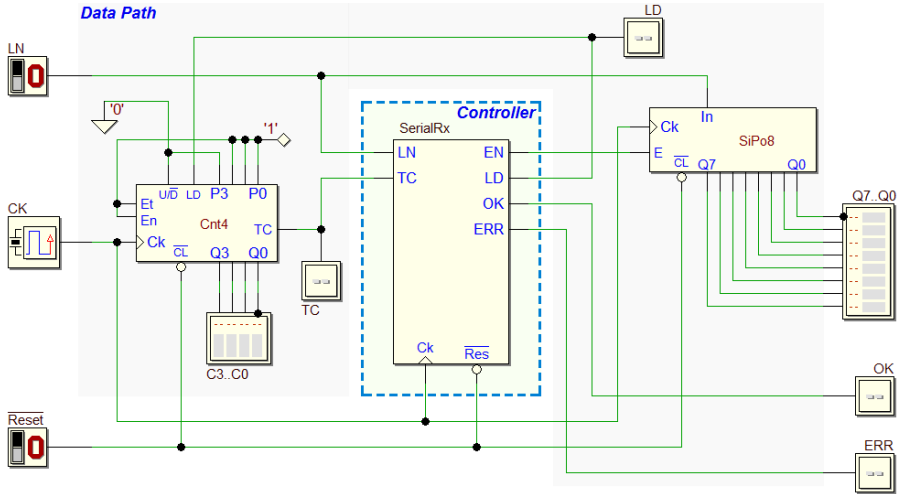 Data Path
LD
--
LN
0
'0'
'1'
Controller
SerialRx
LN
TC
EN
LD
OK
ERR
Ck
Res
In
Ck
SiPo8
E
CL
Q7
Q0
U/D
LD
P3
P0
Et
Cnt4
En
TC
Ck
CL
Q3
Q0
CK
Q7..Q0
--
--
--
--
--
--
--
--
--
TC
-----
C3..C0
OK
--
Reset
0
ERR
--